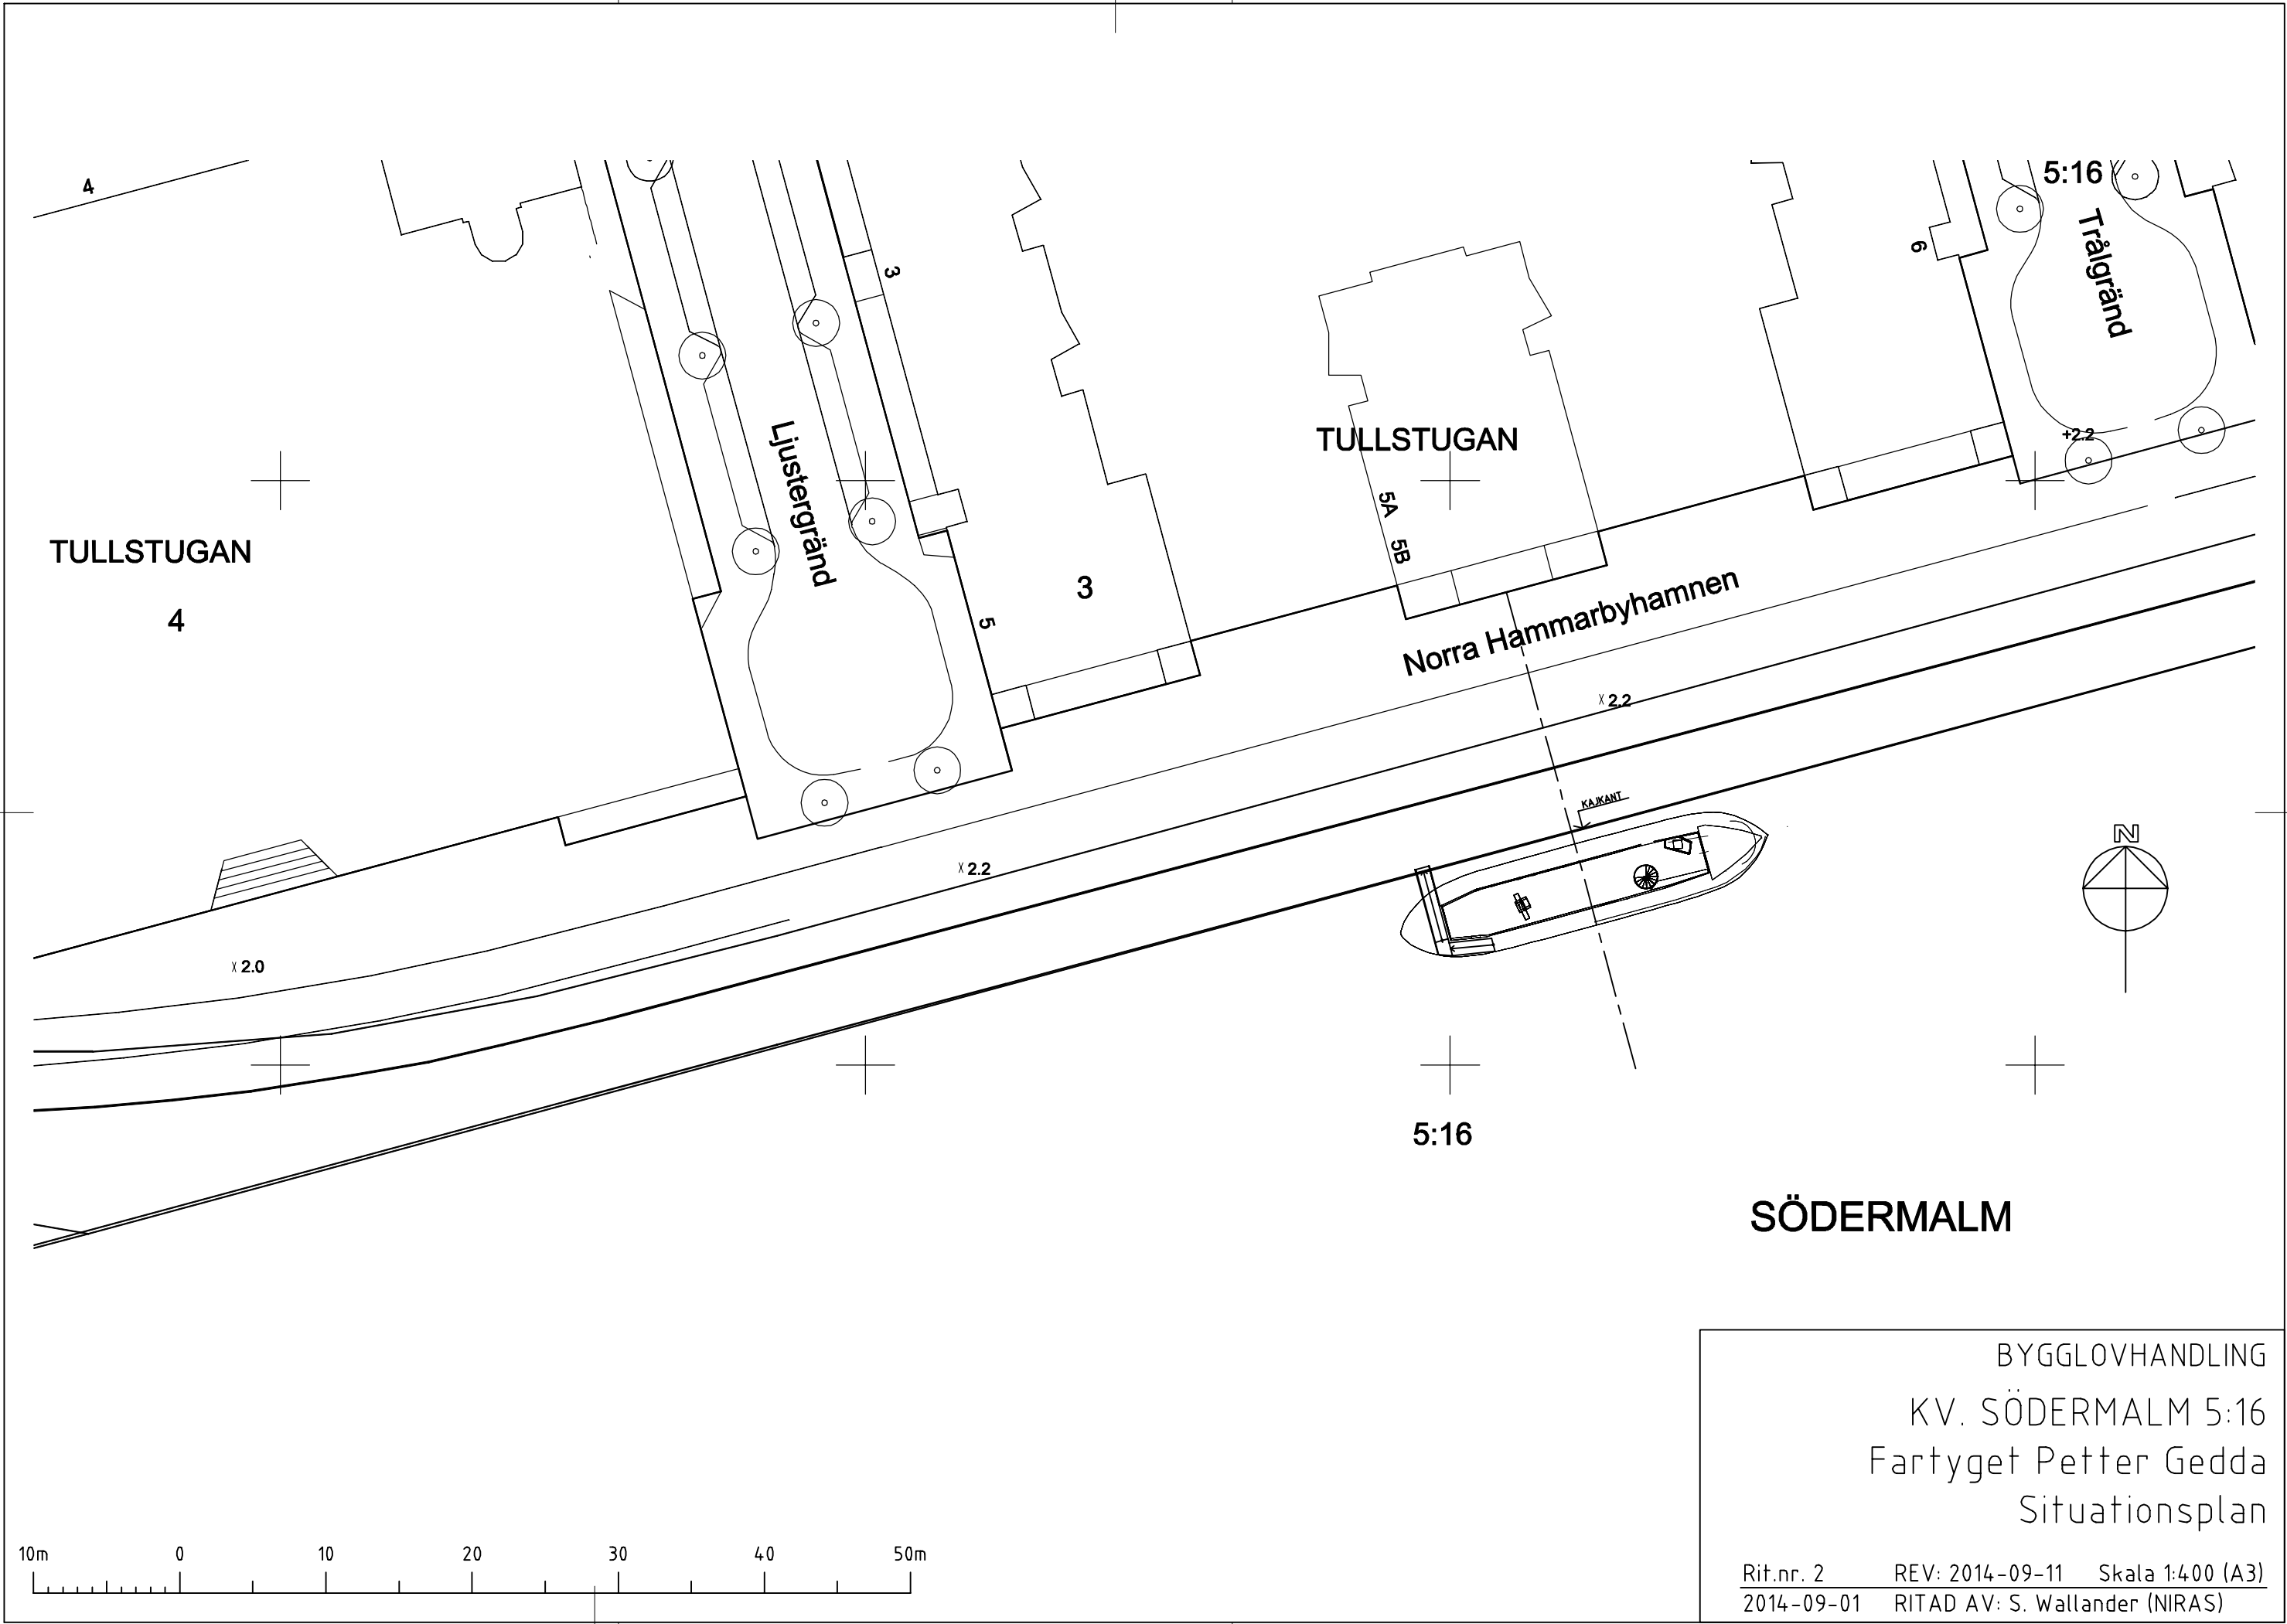 4
5:16
Trålgränd
3
6
Ljustergränd
TULLSTUGAN
+2.2
5A
5B
TULLSTUGAN
4
3
5
Norra Hammarbyhamnen
x 2.2
KAJKANT
N
x 2.2
x 2.0
5:16
SÖDERMALM
BYGGLOVHANDLING
KV. SÖDERMALM 5:16
Fartyget Petter Gedda
Situationsplan
10m 0 10 20 30 40 50m
Rit.nr. 2 REV: 2014-09-11 Skala 1:400 (A3)
2014-09-01 RITAD AV: S. Wallander (NIRAS)